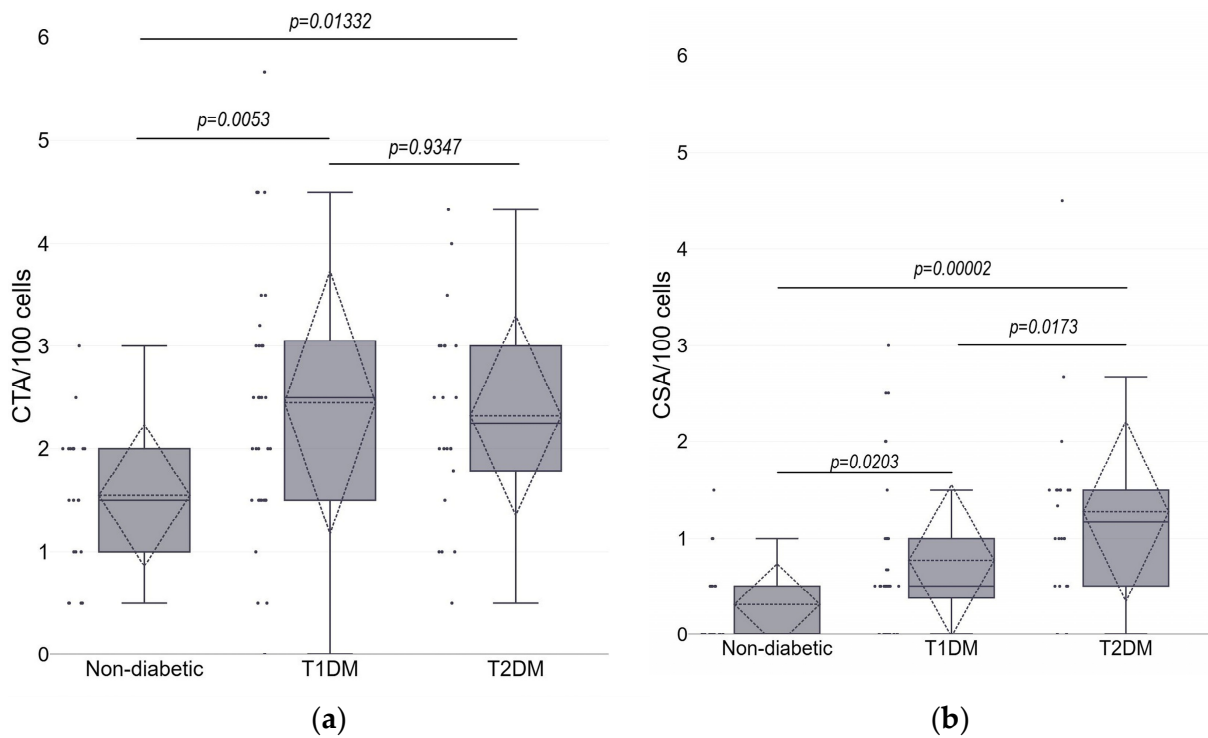 6
p=0.01332
5
p=0.0053
p=0.9347
4
3
2
1
0
CTA/100 cells
Non-diabetic T1DM T2DM
(a)
6
5
4
p=0.00002
p=0.0173
3
2
p=0.0203
1
0
CSA/100 cells
Non-diabetic T1DM T2DM
(b)